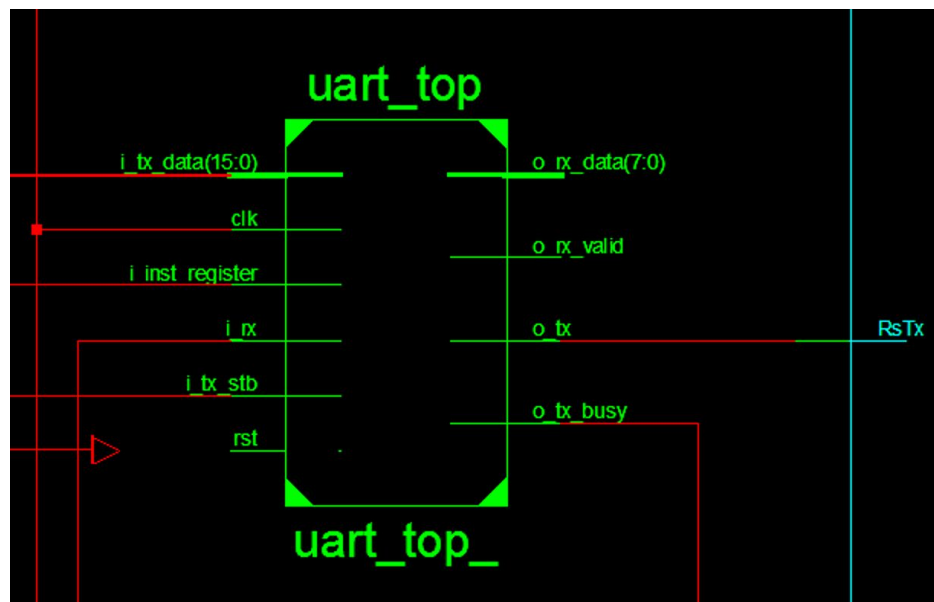 uart_top
i_tx_data(15:0)
o_rx_data(7:0)
clk
o_rx_valid
i_inst_register
i_rx
o_tx
RsTx
i_tx_stb
o_tx_busy
rst
uart_top_